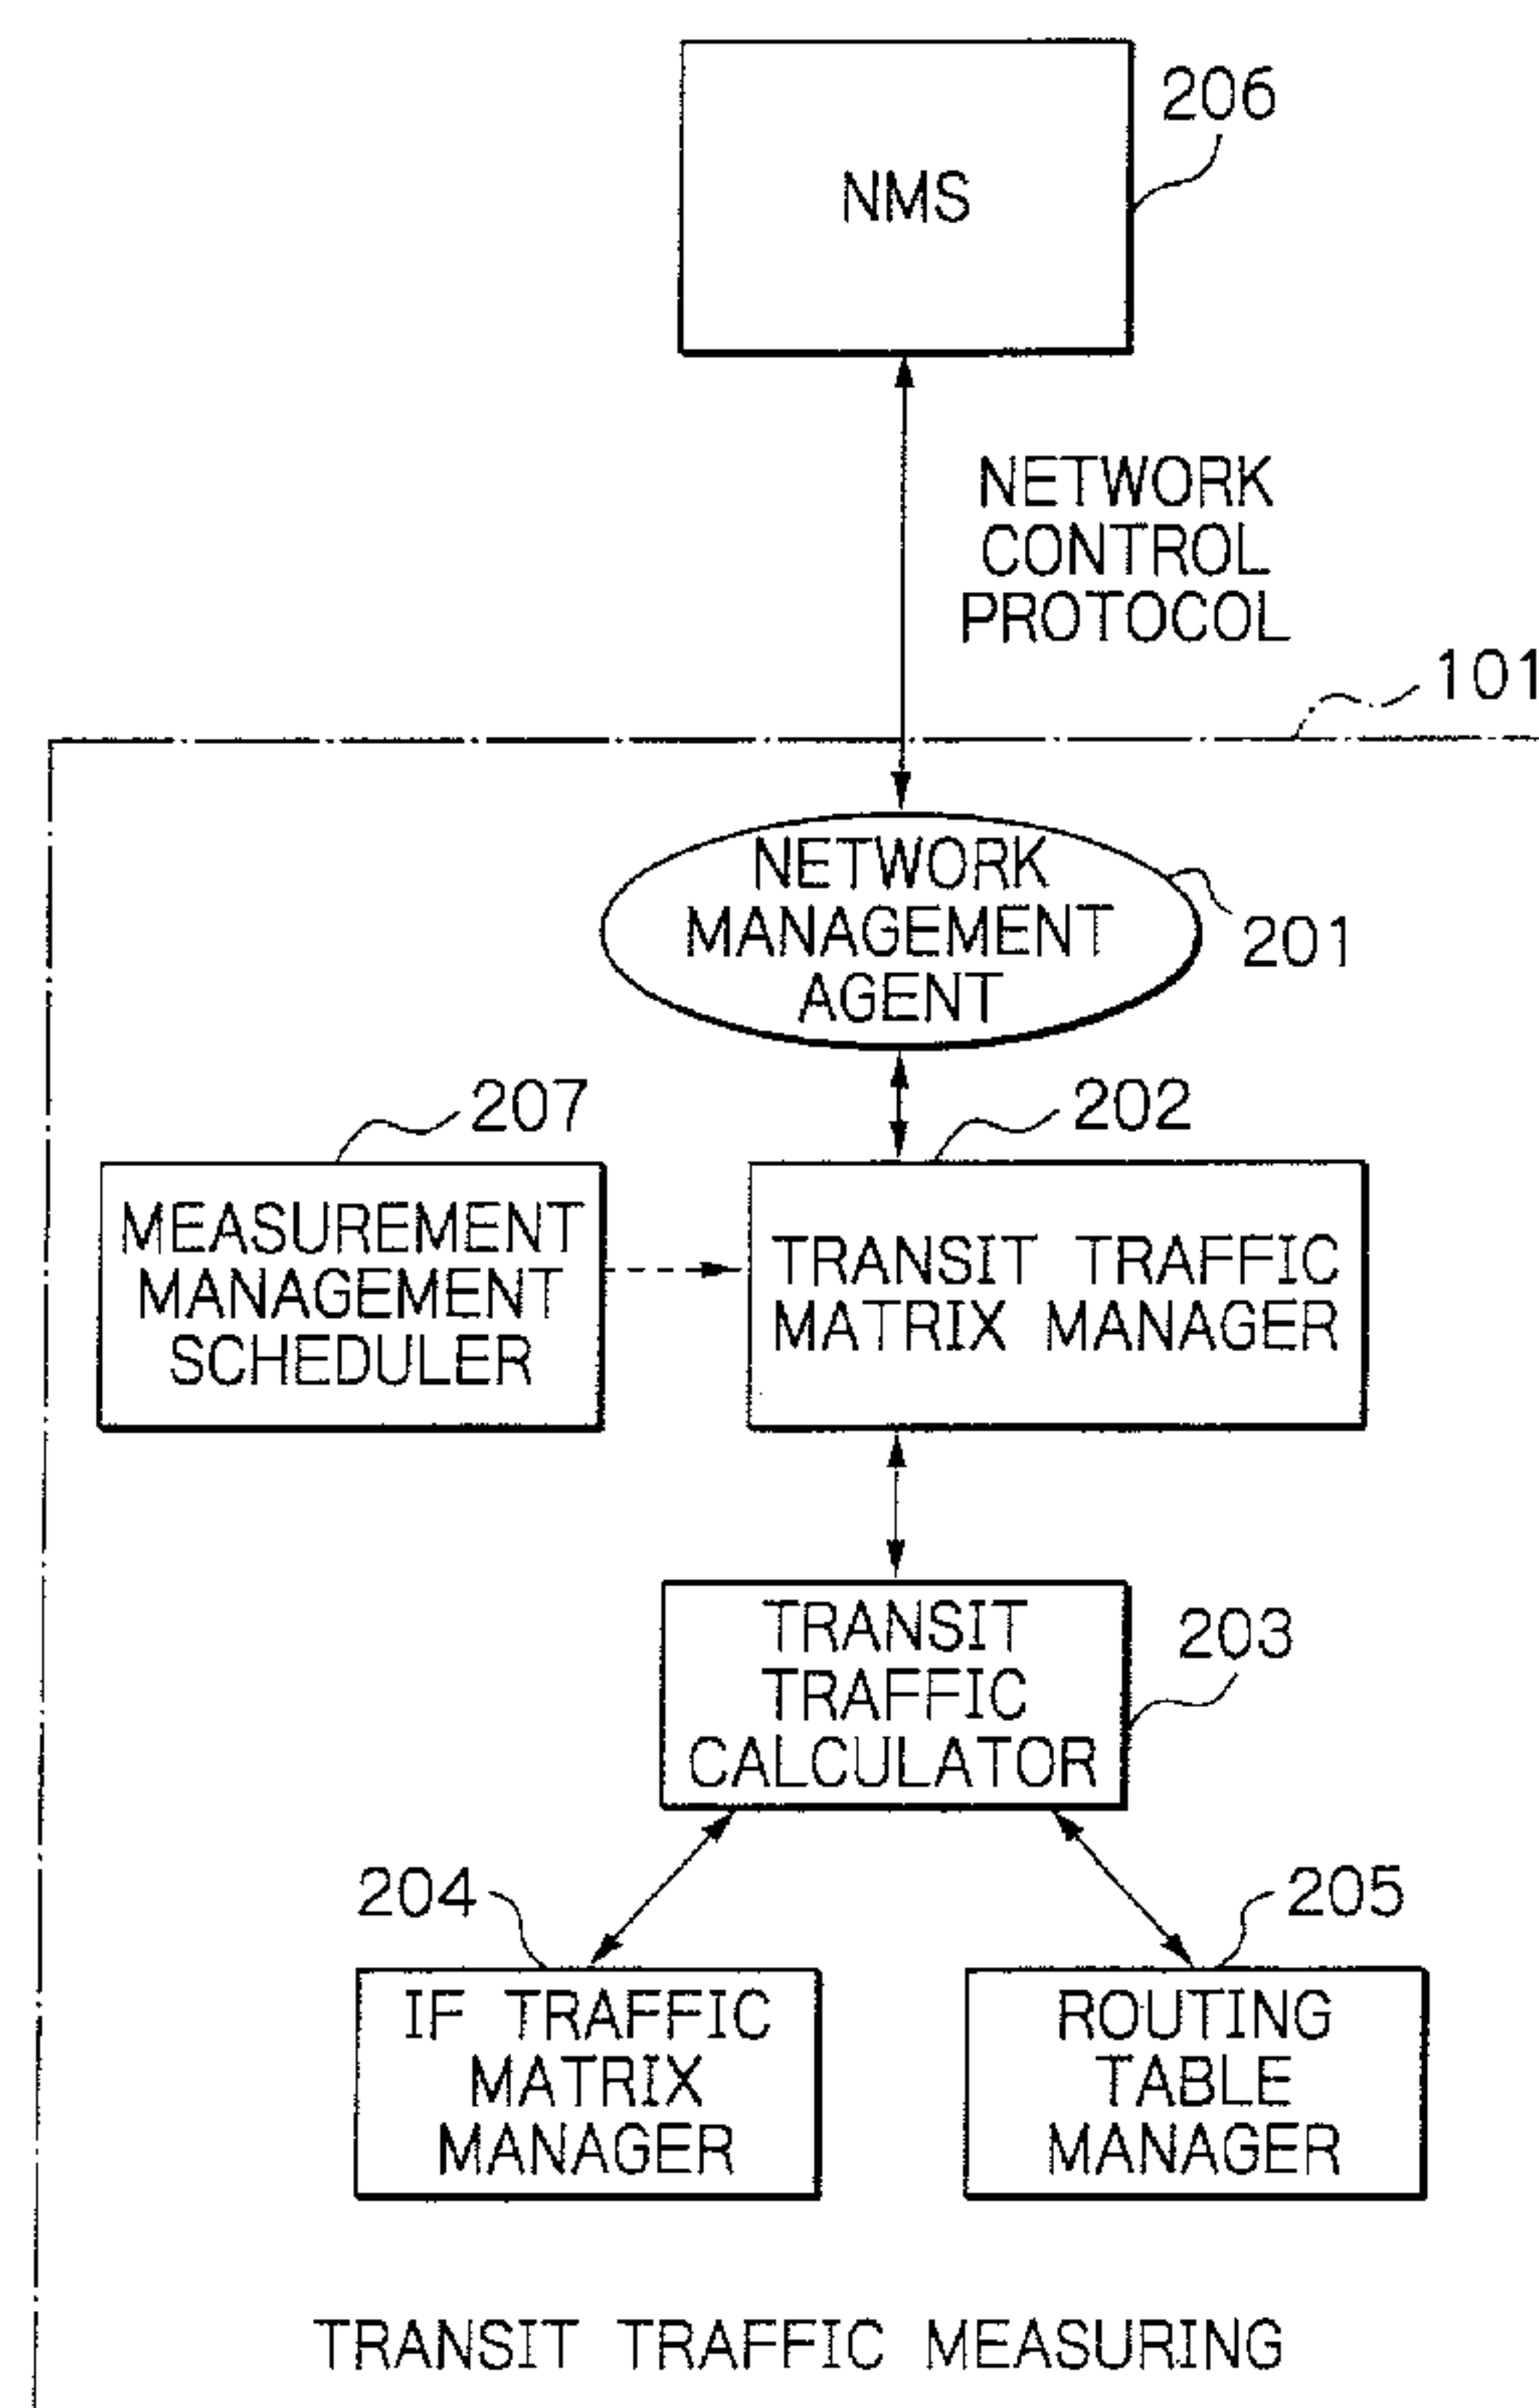 206
NMS
NETWORK
CONTROL
PROTOCOL
101
NETWORK
MANAGEMENT
AGENT
201
207
202
MEASUREMENT
MANAGEMENT
SCHEDULER
TRANSIT TRAFFIC
MATRIX MANAGER
TRANSIT
TRAFFIC
CALCULATOR
203
204
205
IF TRAFFIC
MATRIX
MANAGER
ROUTING
TABLE
MANAGER
TRANSIT TRAFFIC MEASURING